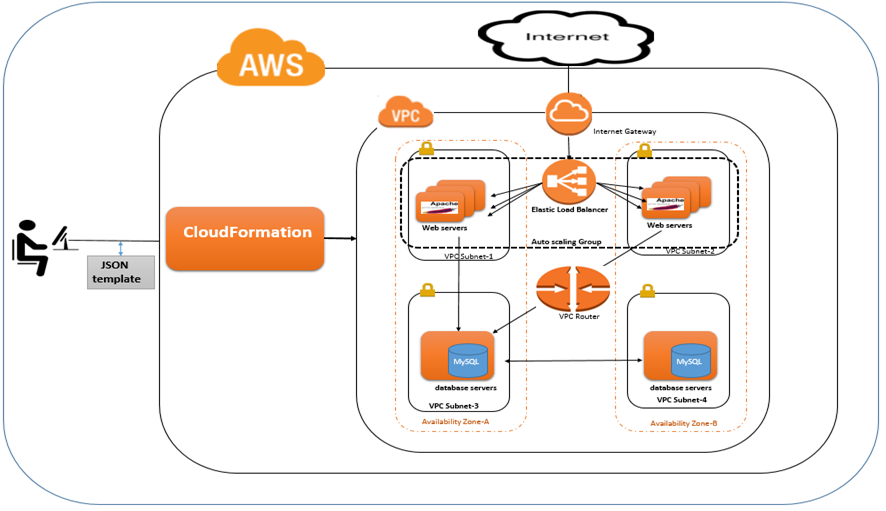 Internet
AWS
VPC
Internet Gateway
Apache
Web servers
Elastic Load Balancer
Apache
Web servers
Auto scaling Group
VPC Subnet-1
VPC Subnet-2
CloudFormation
JSON
template
VPC Router
MySQL
database servers
VPC Subnet-3
Availability Zone-A
MySQL
database servers
VPC Subnet-4
Availability Zone-B